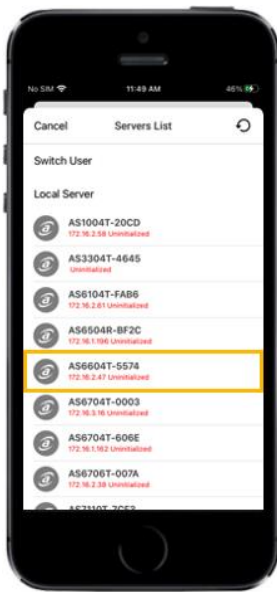 No SIM 11:49 AM 46%
Cancel Servers List
Switch User
Local Server
AS1004T-20CD
172.16.2.58 Uninitialized
AS3304T-4645
Uninitialized
AS6104T-FAB6
172.16.2.61 Uninitialized
AS6504R-BF2C
172.16.1.196 Uninitialized
AS6604T-5574
172.16.2.47 Uninitialized
AS6704T-0003
172.16.3.16 Uninitialized
AS6704T-606E
172.16.1.162 Uninitialized
AS6706T-007A
172.16.2.38 Uninitialized